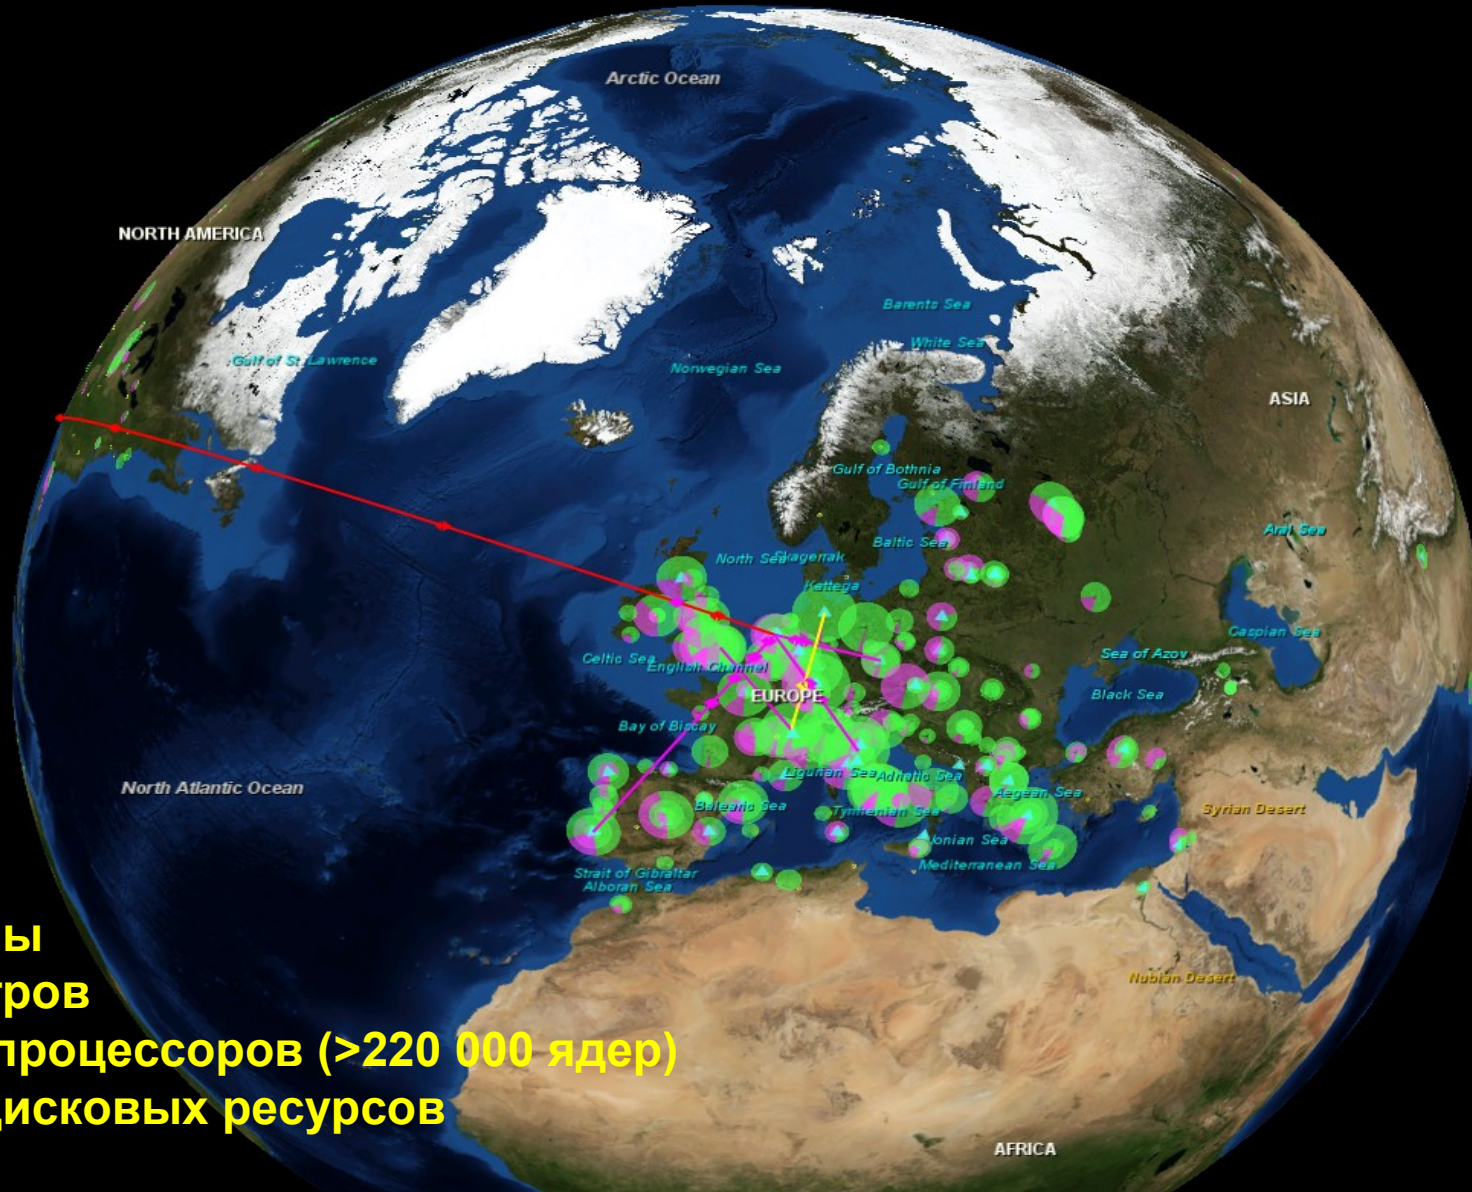 Arctic Ocean
NORTH AMERICA
Barents Sea
White Sea
Gulf of St. Lawrence
Norwegian Sea
ASIA
Gulf of Bothnia
Gulf of Finland
Aral Sea
Baltic Sea
North Sea
Skagerrak
Kattega
Caspian Sea
Celtic Sea
English Channel
Sea of Azov
EUROPE
Black Sea
Bay of Biscay
Ligurian Sea
Adriatic Sea
North Atlantic Ocean
Aegean Sea
Balearic Sea
Tyrrhenian Sea
Syrian Desert
Ionian Sea
Mediterranean Sea
Strait of Gibraltar
Alboran Sea
ы
тров
Nubian Desert
процессоров (>220 000 ядер)
дисковых ресурсов
AFRICA